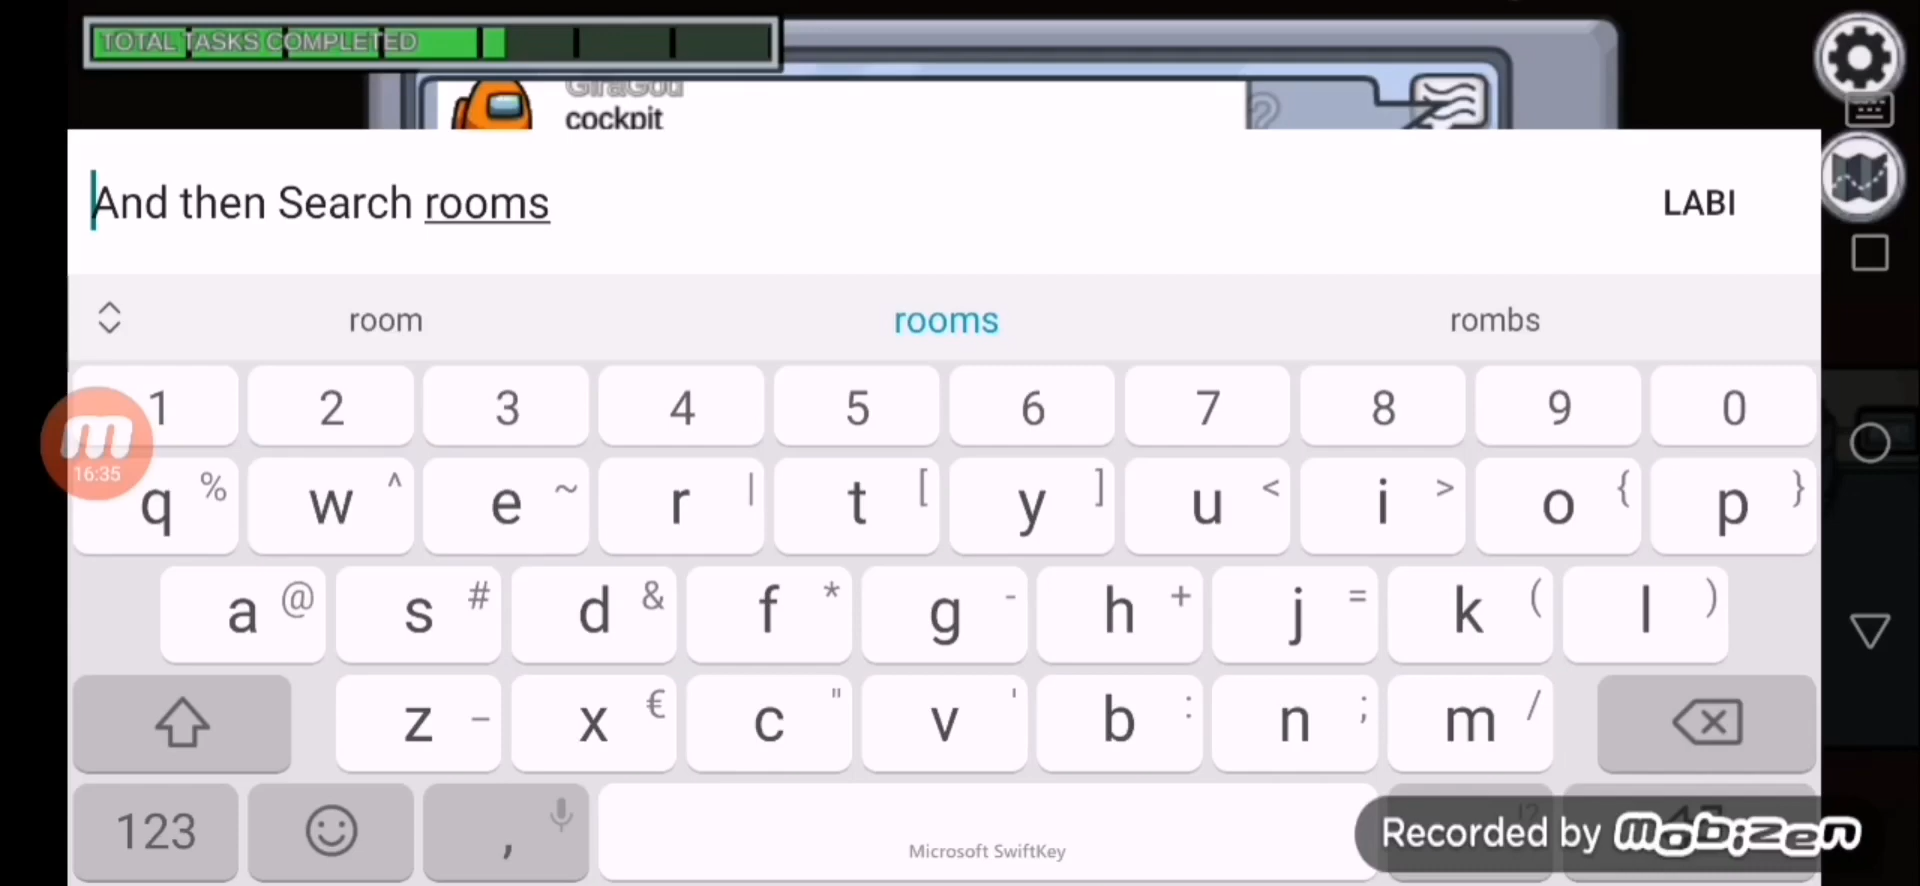 TOTAL TASKS COMPLETED
GiraGou
cockpit
?
And then Search rooms
LABI
room rooms rombs
1 2 3 4 5 6 7 8 9 0
16:35
q % w ^ e ~ r | t [ y ] u < i > o { p }
a @ s # d & f * g - h + j = k ( l )
z _ x € c " v ' b : n ; m /
123 , !?
Microsoft SwiftKey
Recorded by mobizen